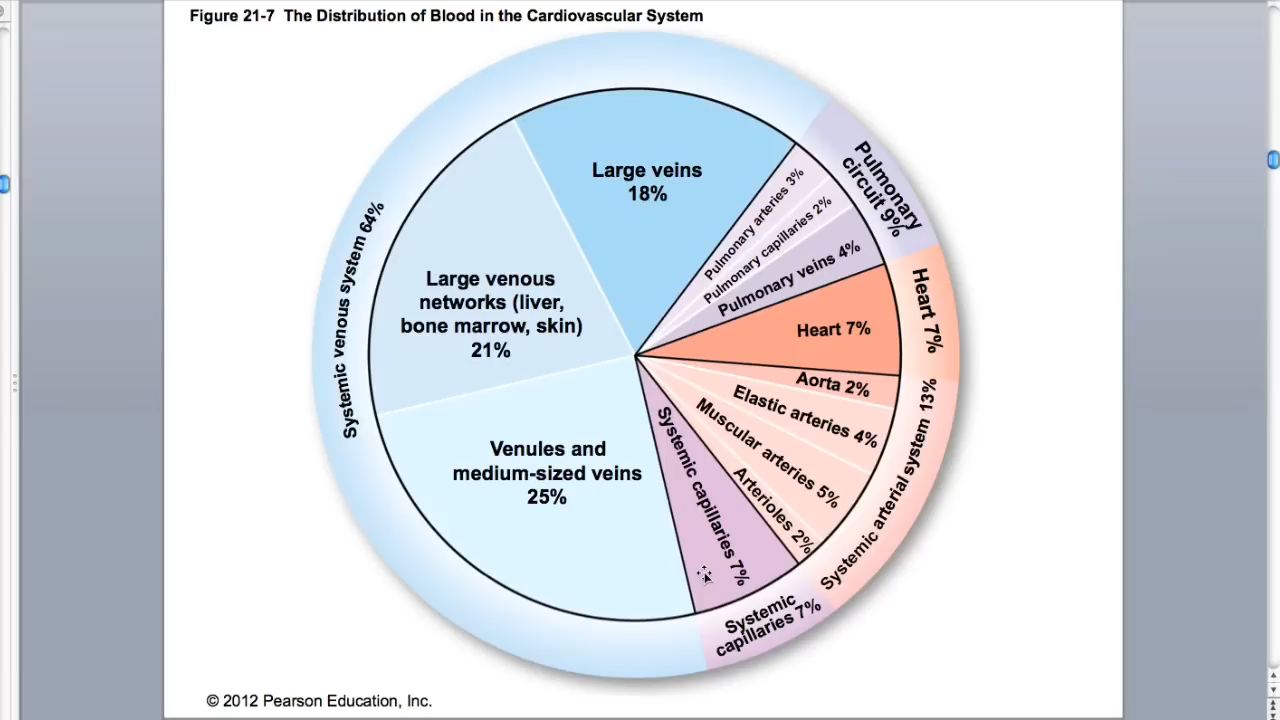 Figure 21-7 The Distribution of Blood in the Cardiovascular System
Large veins
18%
Large venous
networks (liver,
bone marrow, skin)
21%
Venules and
medium-sized veins
25%
Systemic venous system 64%
Pulmonary arteries 3%
Pulmonary capillaries 2%
Pulmonary veins 4%
Pulmonary
circuit 9%
Heart 7%
Heart 7%
Aorta 2%
Elastic arteries 4%
Muscular arteries 5%
Arterioles 2%
Systemic arterial system 13%
Systemic capillaries 7%
Systemic
capillaries 7%
© 2012 Pearson Education, Inc.